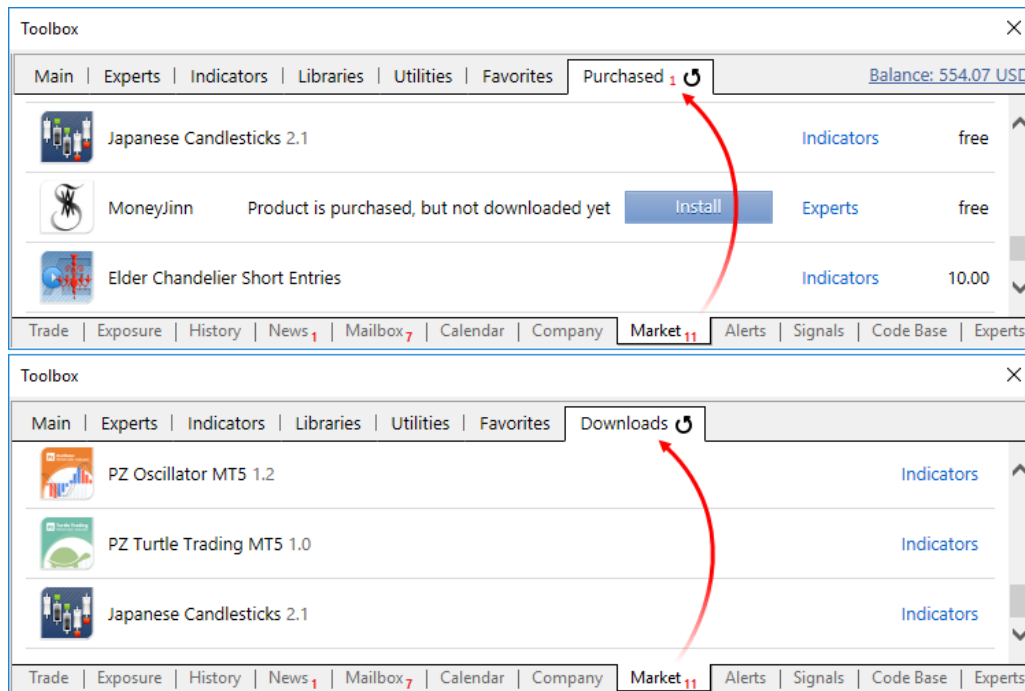 Toolbox
Main | Experts | Indicators | Libraries | Utilities | Favorites Purchased 1 Balance: 554.07 USD
Japanese Candlesticks 2.1 Indicators free
MoneyJinn Product is purchased, but not downloaded yet Install Experts free
Elder Chandelier Short Entries Indicators 10.00
Trade | Exposure | History | News 1 | Mailbox 7 | Calendar | Company Market 11 Alerts | Signals | Code Base | Experts
Toolbox
Main | Experts | Indicators | Libraries | Utilities | Favorites Downloads
PZ Oscillator MT5 1.2 Indicators
PZ Turtle Trading MT5 1.0 Indicators
Japanese Candlesticks 2.1 Indicators
Trade | Exposure | History | News 1 | Mailbox 7 | Calendar | Company Market 11 Alerts | Signals | Code Base | Experts